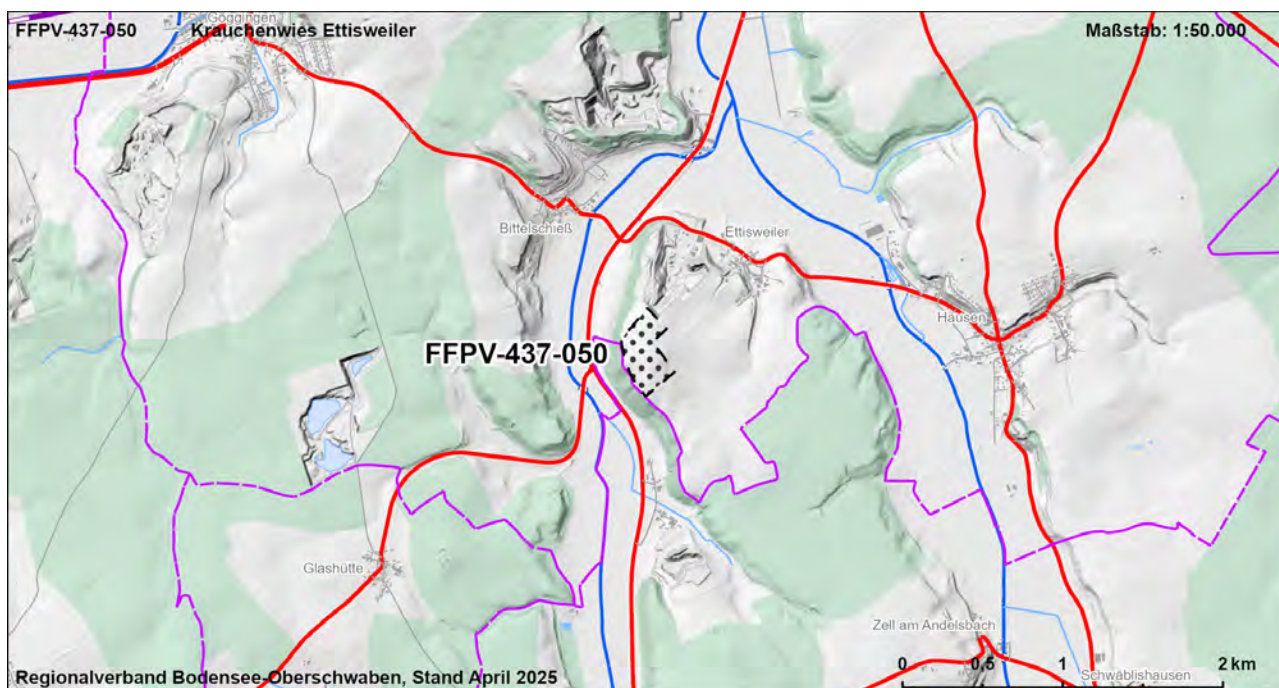 FFPV-437-050 Krauchenwies Ettisweiler Maßstab: 1:50.000
Göggingen
Bittelschieß
Ettisweiler
Hausen
FFPV-437-050
Glashütte
Zell am Andelsbach
Schwäblishausen
0 0,5 1 2 km
Regionalverband Bodensee-Oberschwaben, Stand April 2025